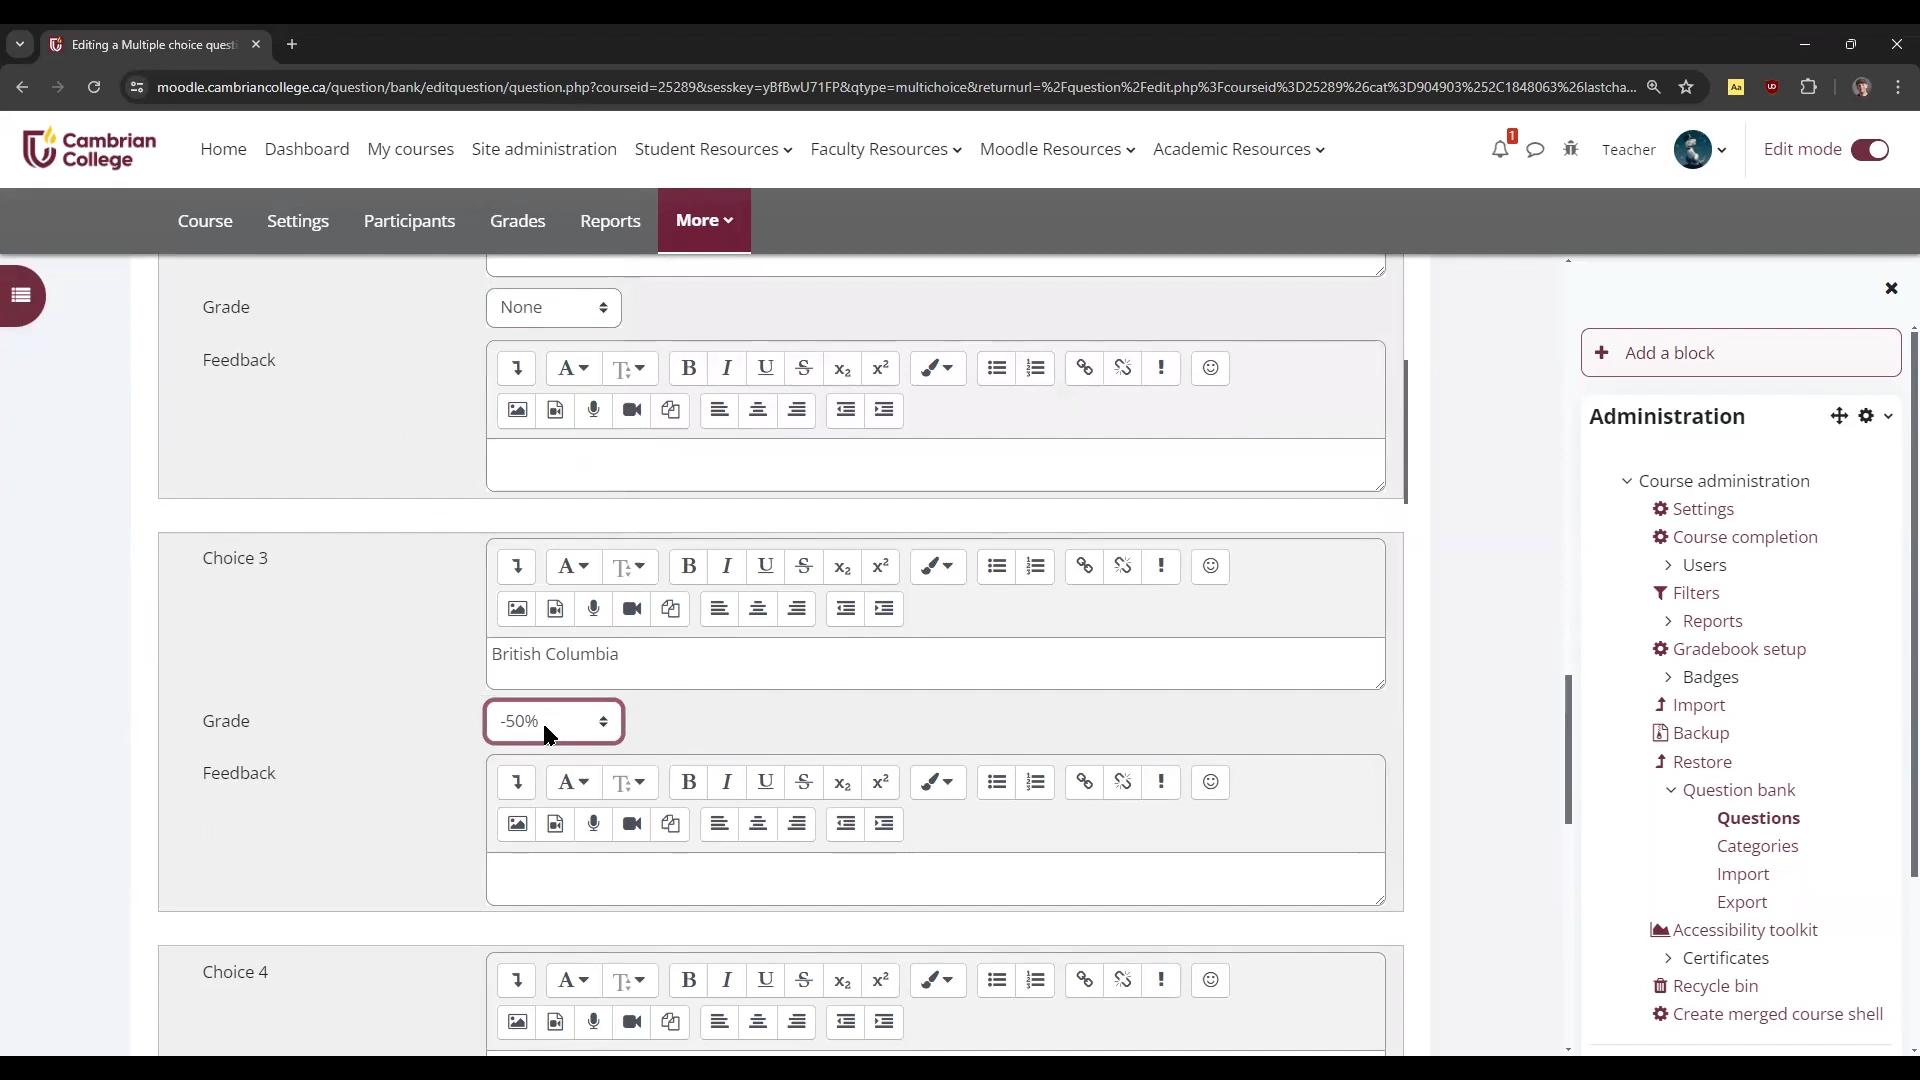 Editing a Multiple choice questi
moodle.cambriancollege.ca/question/bank/editquestion/question.php?courseid=25289&sesskey=yBfBwU71FP&qtype=multichoice&returnurl=%2Fquestion%2Fedit.php%3Fcourseid%3D25289%26cat%3D904903%252C1848063%26lastcha...
Aa
Cambrian College
Home Dashboard My courses Site administration Student Resources Faculty Resources Moodle Resources Academic Resources
1
Teacher
Edit mode
Course Settings Participants Grades Reports More
Grade
None
Feedback
Choice 3
British Columbia
Grade
-50%
Feedback
Choice 4
Add a block
Administration
Course administration
Settings
Course completion
Users
Filters
Reports
Gradebook setup
Badges
Import
Backup
Restore
Question bank
Questions
Categories
Import
Export
Accessibility toolkit
Certificates
Recycle bin
Create merged course shell